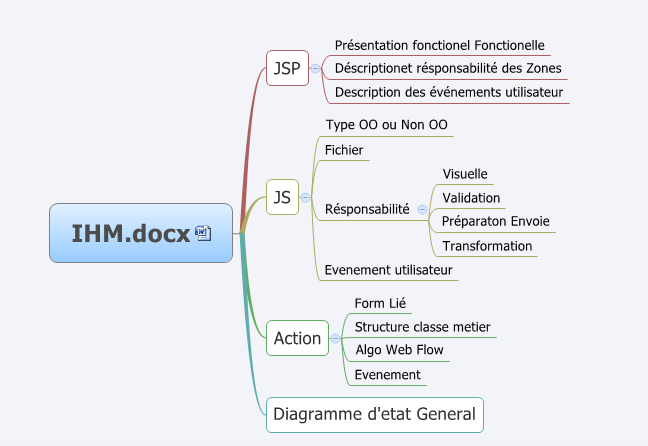 IHM.docx
JSP
Présentation fonctionel Fonctionelle
Déscriptionet résponsabilité des Zones
Description des événements utilisateur
JS
Type OO ou Non OO
Fichier
Résponsabilité
Visuelle
Validation
Préparaton Envoie
Transformation
Evenement utilisateur
Action
Form Lié
Structure classe metier
Algo Web Flow
Evenement
Diagramme d'etat General